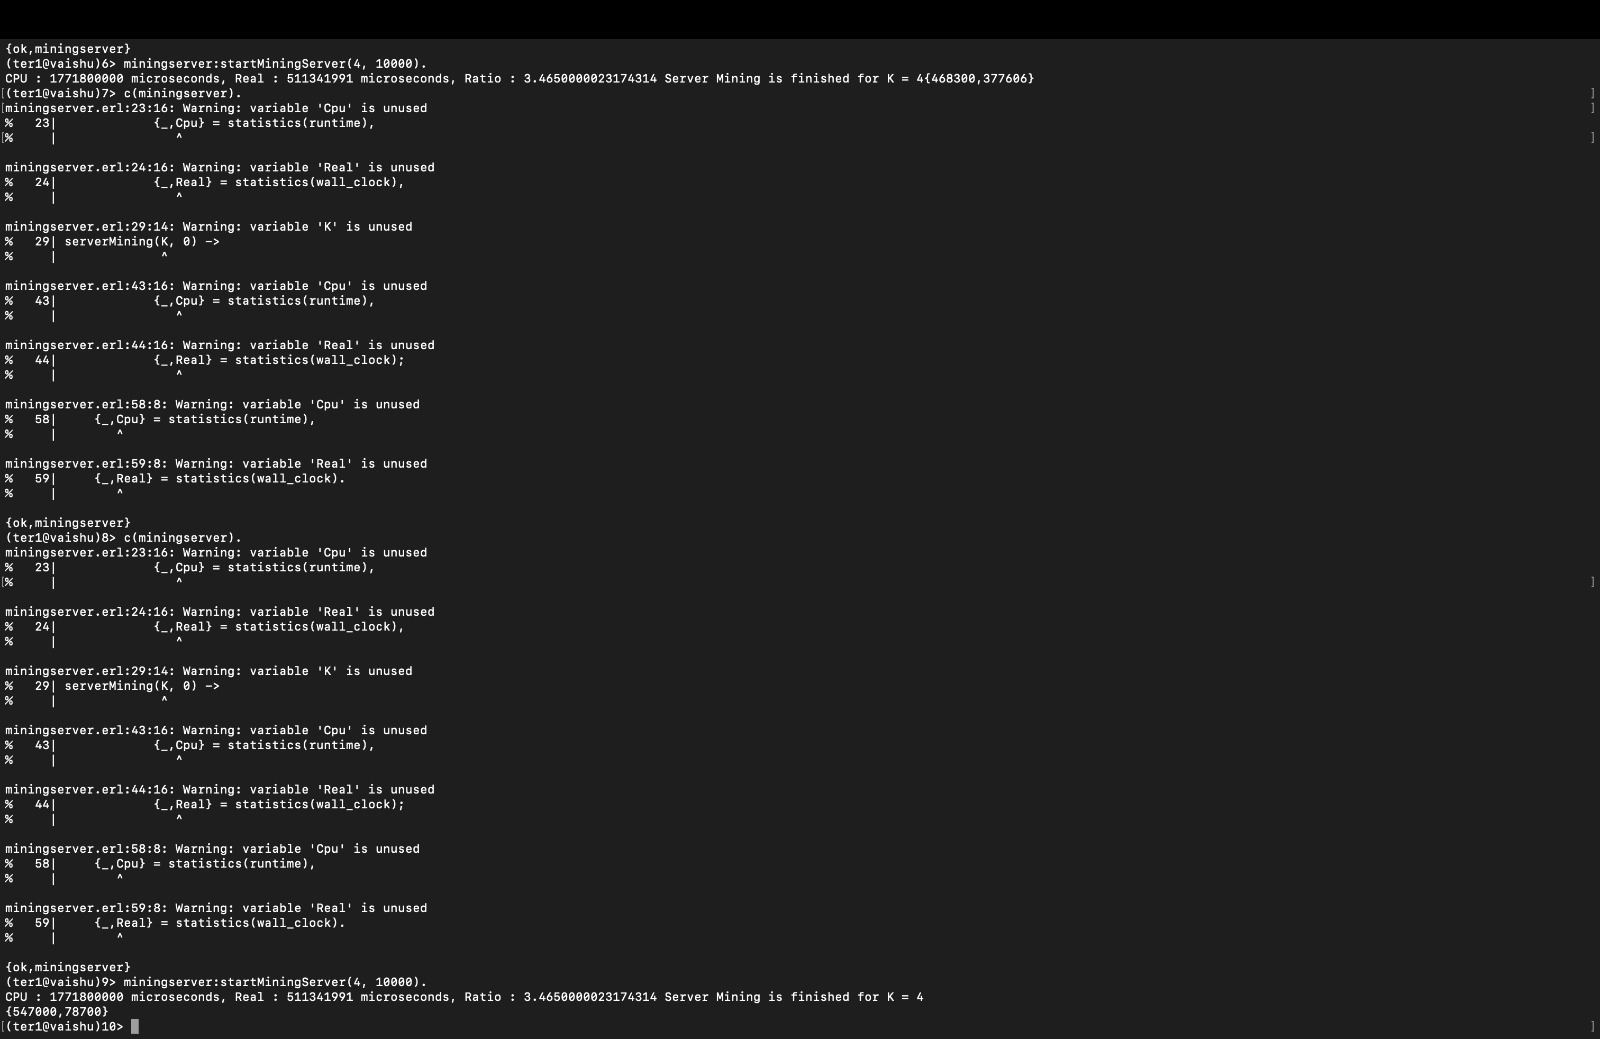 {ok,miningserver}
(ter1@vaishu)6> miningserver:startMiningServer(4, 10000).
CPU : 1771800000 microseconds, Real : 511341991 microseconds, Ratio : 3.4650000023174314 Server Mining is finished for K = 4{468300,377606}
[(ter1@vaishu)7> c(miningserver). ]
[miningserver.erl:23:16: Warning: variable 'Cpu' is unused ]
%   23|             {_,Cpu} = statistics(runtime),
[%     |                ^ ]

miningserver.erl:24:16: Warning: variable 'Real' is unused
%   24|             {_,Real} = statistics(wall_clock),
%     |                ^

miningserver.erl:29:14: Warning: variable 'K' is unused
%   29| serverMining(K, 0) ->
%     |              ^

miningserver.erl:43:16: Warning: variable 'Cpu' is unused
%   43|             {_,Cpu} = statistics(runtime),
%     |                ^

miningserver.erl:44:16: Warning: variable 'Real' is unused
%   44|             {_,Real} = statistics(wall_clock);
%     |                ^

miningserver.erl:58:8: Warning: variable 'Cpu' is unused
%   58|     {_,Cpu} = statistics(runtime),
%     |        ^

miningserver.erl:59:8: Warning: variable 'Real' is unused
%   59|     {_,Real} = statistics(wall_clock).
%     |        ^

{ok,miningserver}
(ter1@vaishu)8> c(miningserver).
miningserver.erl:23:16: Warning: variable 'Cpu' is unused
%   23|             {_,Cpu} = statistics(runtime),
[%     |                ^ ]

miningserver.erl:24:16: Warning: variable 'Real' is unused
%   24|             {_,Real} = statistics(wall_clock),
%     |                ^

miningserver.erl:29:14: Warning: variable 'K' is unused
%   29| serverMining(K, 0) ->
%     |              ^

miningserver.erl:43:16: Warning: variable 'Cpu' is unused
%   43|             {_,Cpu} = statistics(runtime),
%     |                ^

miningserver.erl:44:16: Warning: variable 'Real' is unused
%   44|             {_,Real} = statistics(wall_clock);
%     |                ^

miningserver.erl:58:8: Warning: variable 'Cpu' is unused
%   58|     {_,Cpu} = statistics(runtime),
%     |        ^

miningserver.erl:59:8: Warning: variable 'Real' is unused
%   59|     {_,Real} = statistics(wall_clock).
%     |        ^

{ok,miningserver}
(ter1@vaishu)9> miningserver:startMiningServer(4, 10000).
CPU : 1771800000 microseconds, Real : 511341991 microseconds, Ratio : 3.4650000023174314 Server Mining is finished for K = 4
{547000,78700}
[(ter1@vaishu)10> ]